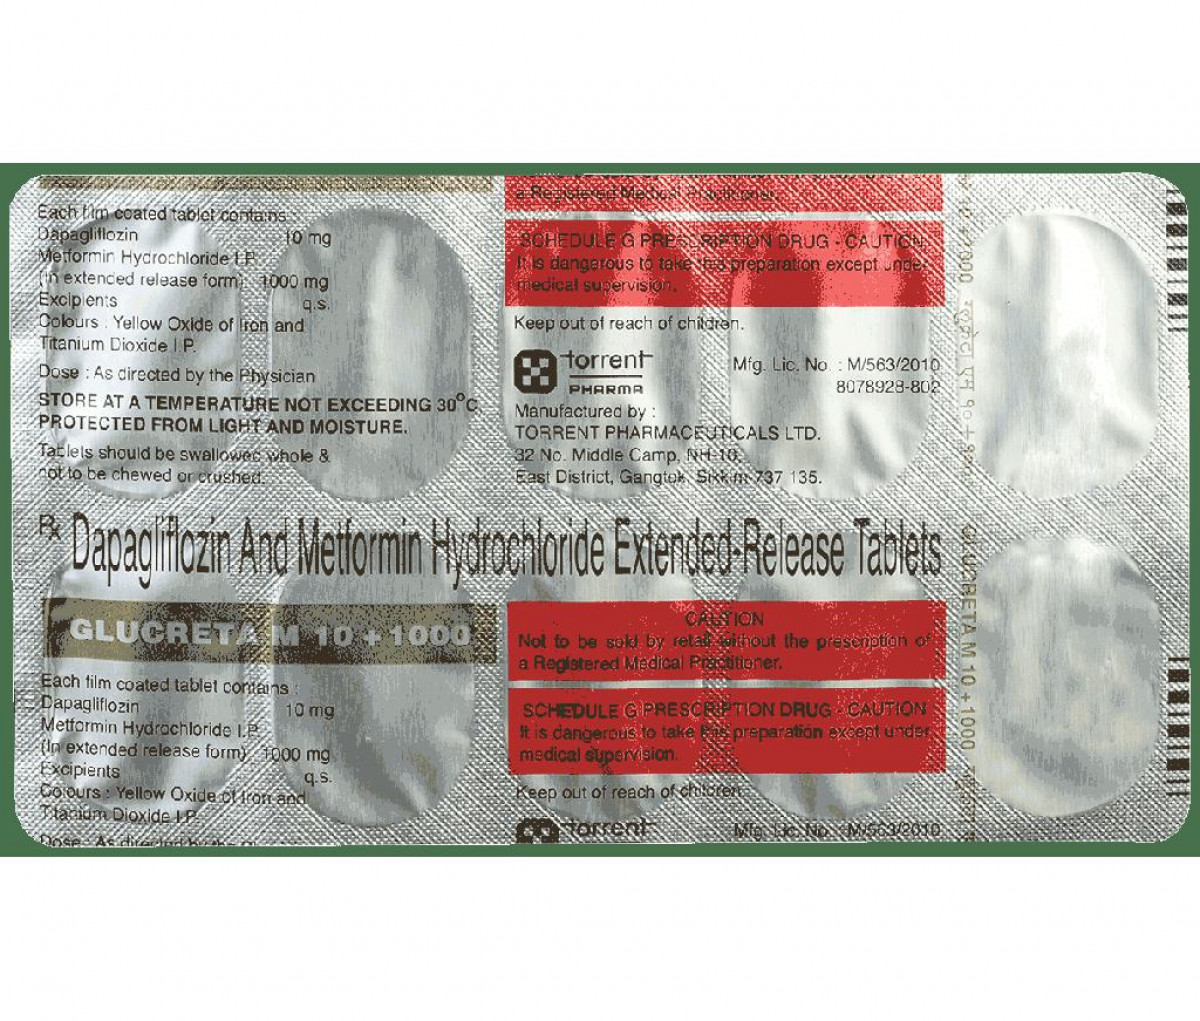 Each film coated tablet contains :
Dapagliflozin 10 mg
Metformin Hydrochloride I.P.
(In extended release form) 1000 mg
Excipients q.s.
Colours : Yellow Oxide of Iron and
Titanium Dioxide I.P.
Dose : As directed by the Physician
STORE AT A TEMPERATURE NOT EXCEEDING 30°C,
PROTECTED FROM LIGHT AND MOISTURE.
Tablets should be swallowed whole &
not to be chewed or crushed.
a Registered Medical Practitioner.
SCHEDULE G PRESCRIPTION DRUG - CAUTION
It is dangerous to take this preparation except under
medical supervision.
Keep out of reach of children.
torrent
PHARMA
Mfg. Lic. No. : M/563/2010
8078928-802
Manufactured by :
TORRENT PHARMACEUTICALS LTD.
32 No. Middle Camp, NH-10,
East District, Gangtok, Sikkim-737 135.
Rx Dapagliflozin And Metformin Hydrochloride Extended-Release Tablets
GLUCRETA M 10 + 1000
CAUTION
Not to be sold by retail without the prescription of
a Registered Medical Practitioner.
SCHEDULE G PRESCRIPTION DRUG - CAUTION
It is dangerous to take this preparation except under
medical supervision.
Keep out of reach of children.
torrent
Mfg. Lic. No. : M/563/2010
Each film coated tablet contains :
Dapagliflozin 10 mg
Metformin Hydrochloride I.P.
(In extended release form) 1000 mg
Excipients q.s.
Colours : Yellow Oxide of Iron and
Titanium Dioxide I.P.
Dose : As directed by the
GLUCRETA M 10 + 1000